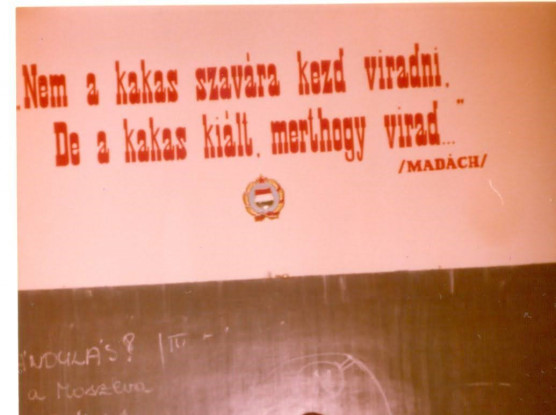 „Nem a kakas szavára kezd viradni.
De a kakas kiált, merthogy virad..."
/MADÁCH/
a Moszkva